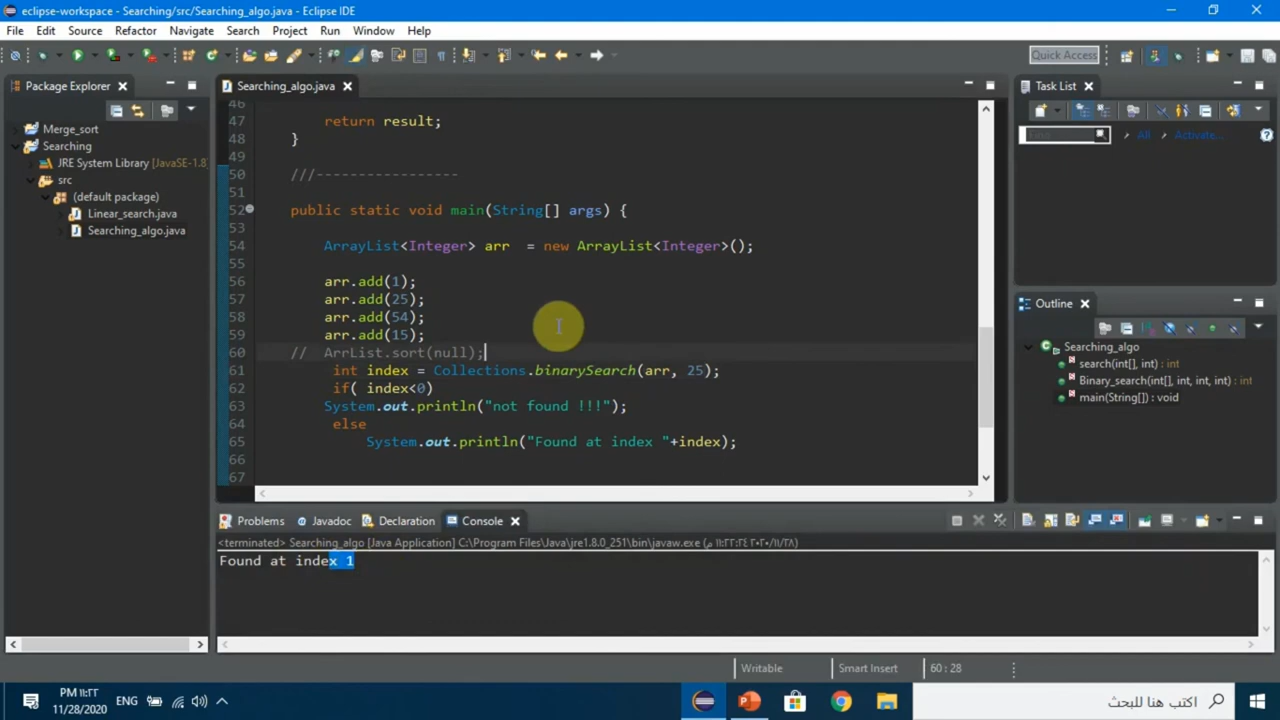 eclipse-workspace - Searching/src/Searching_algo.java - Eclipse IDE
File Edit Source Refactor Navigate Search Project Run Window Help
Quick Access
Package Explorer
Merge_sort
Searching
JRE System Library [JavaSE-1.8]
src
(default package)
Linear_search.java
Searching_algo.java
Searching_algo.java
46
47 return result;
48 }
49
50 ///-----------------
51
52 public static void main(String[] args) {
53
54 ArrayList<Integer> arr  = new ArrayList<Integer>();
55
56 arr.add(1);
57 arr.add(25);
58 arr.add(54);
59 arr.add(15);
60 //  ArrList.sort(null);
61 int index = Collections.binarySearch(arr, 25);
62 if( index<0)
63 System.out.println("not found !!!");
64 else
65 System.out.println("Found at index "+index);
66
67
Task List
Find
All
Activate...
Outline
Searching_algo
search(int[], int) : int
Binary_search(int[], int, int, int) : int
main(String[]) : void
Problems Javadoc Declaration Console
<terminated> Searching_algo [Java Application] C:\Program Files\Java\jre1.8.0_251\bin\javaw.exe
Found at index 1
Writable Smart Insert 60 : 28
PM ١١:٢٢
11/28/2020
ENG
اكتب هنا للبحث